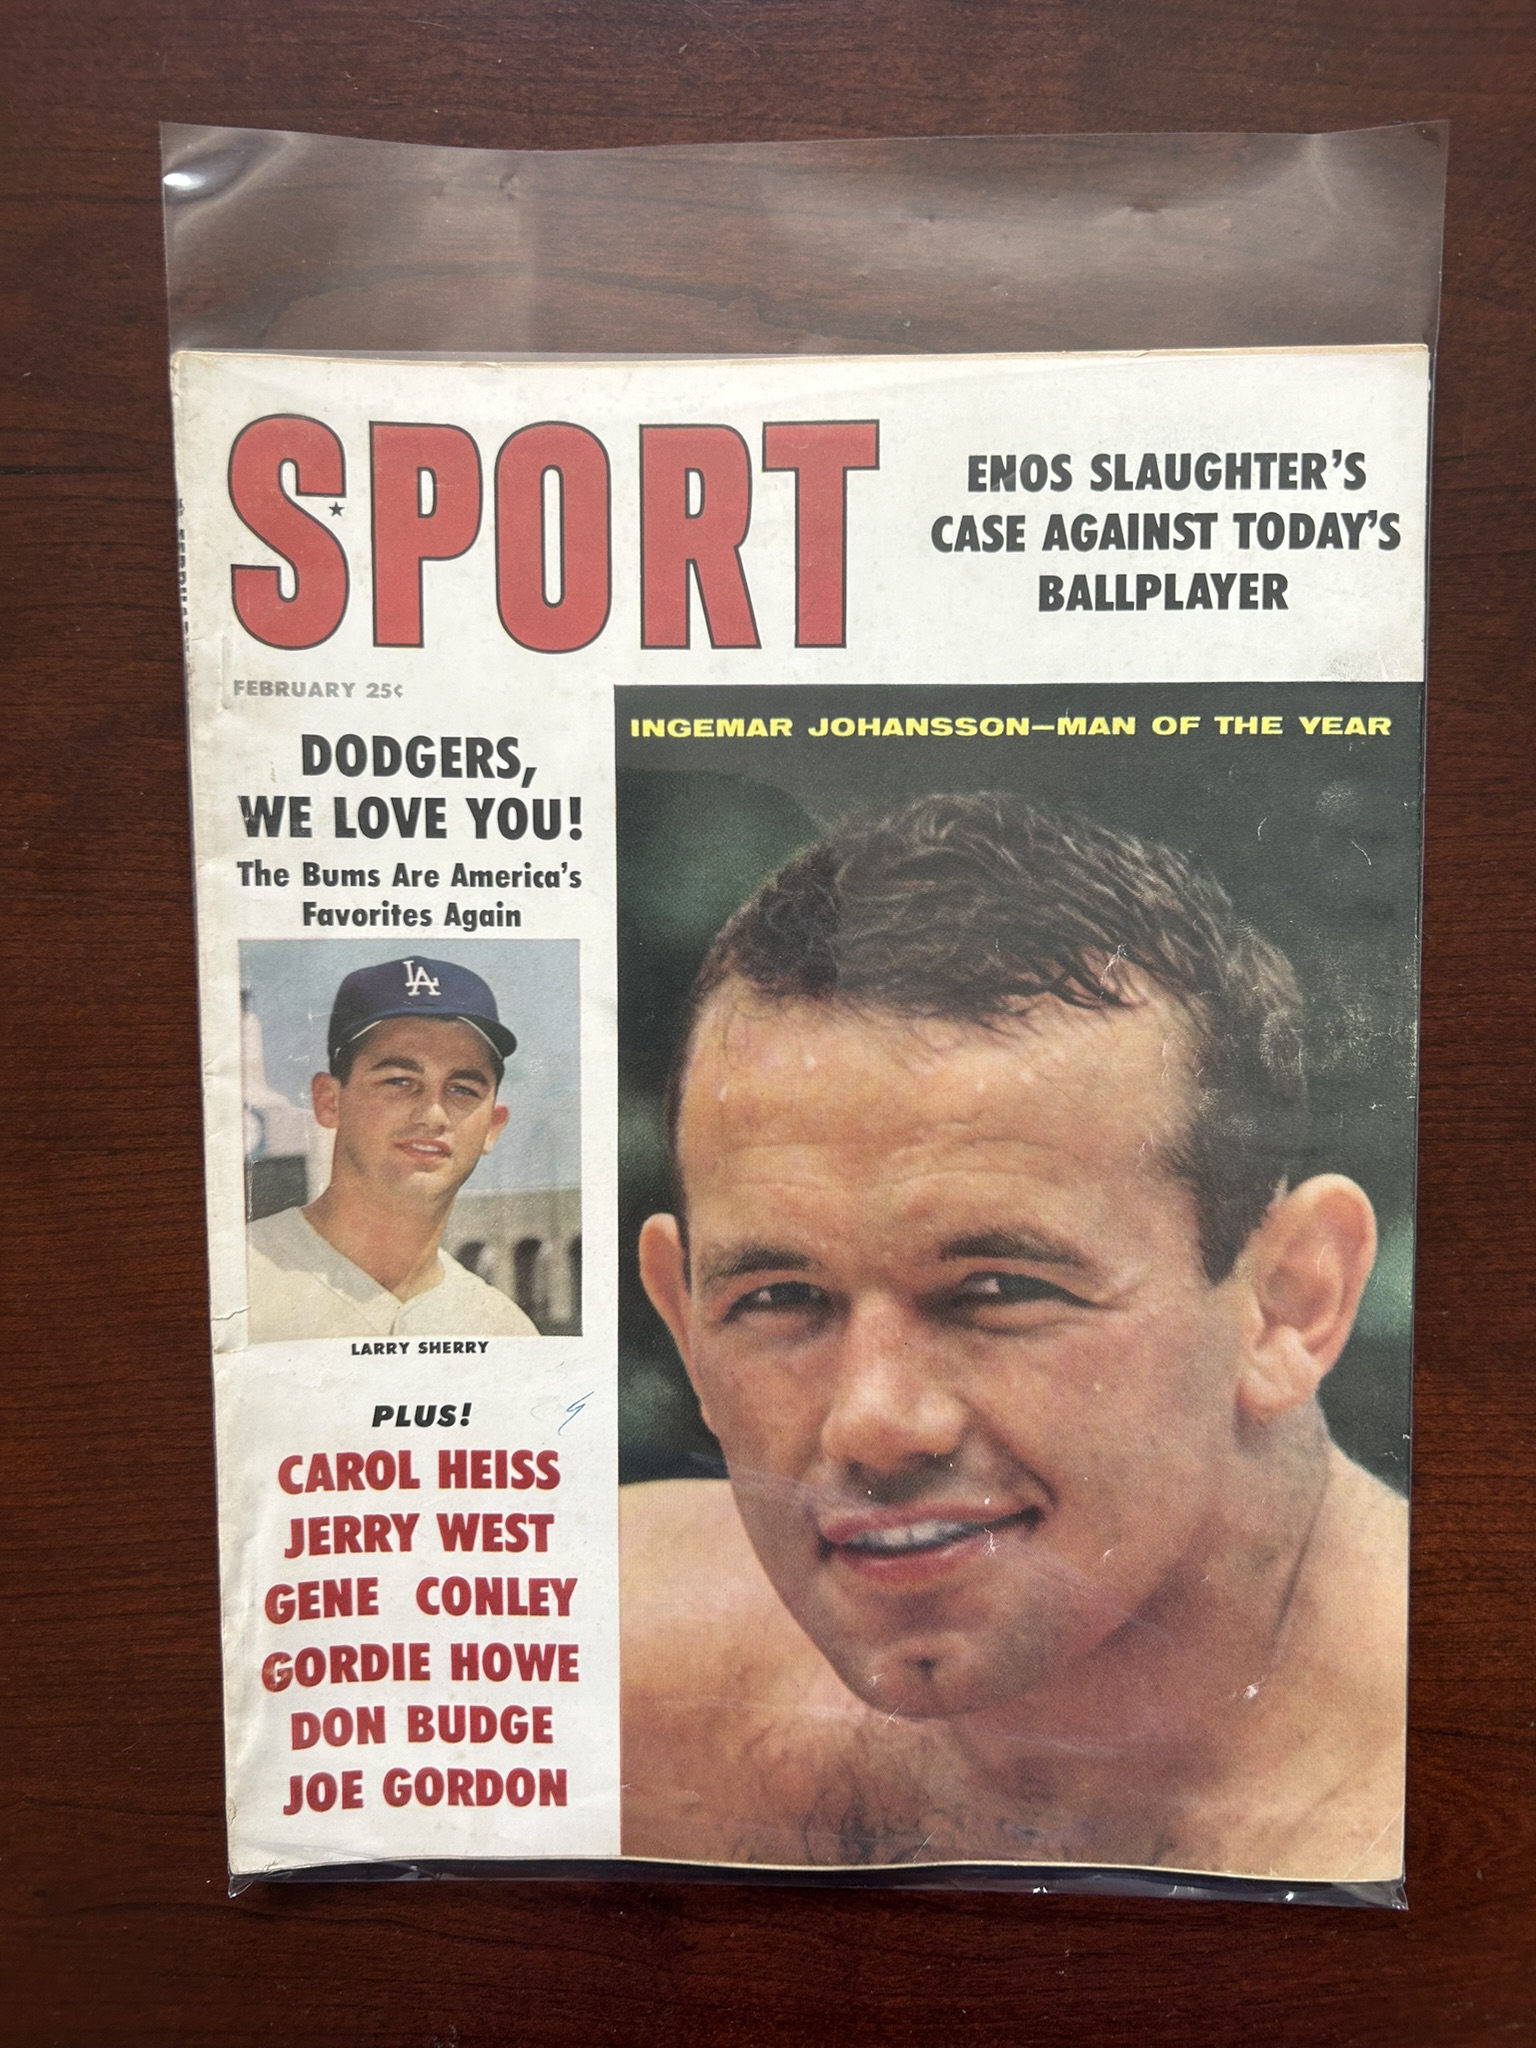 SPORT
ENOS SLAUGHTER'S
CASE AGAINST TODAY'S
BALLPLAYER
FEBRUARY 25¢
INGEMAR JOHANSSON—MAN OF THE YEAR
DODGERS,
WE LOVE YOU!
The Bums Are America's
Favorites Again
LA
LARRY SHERRY
PLUS!
CAROL HEISS
JERRY WEST
GENE CONLEY
GORDIE HOWE
DON BUDGE
JOE GORDON